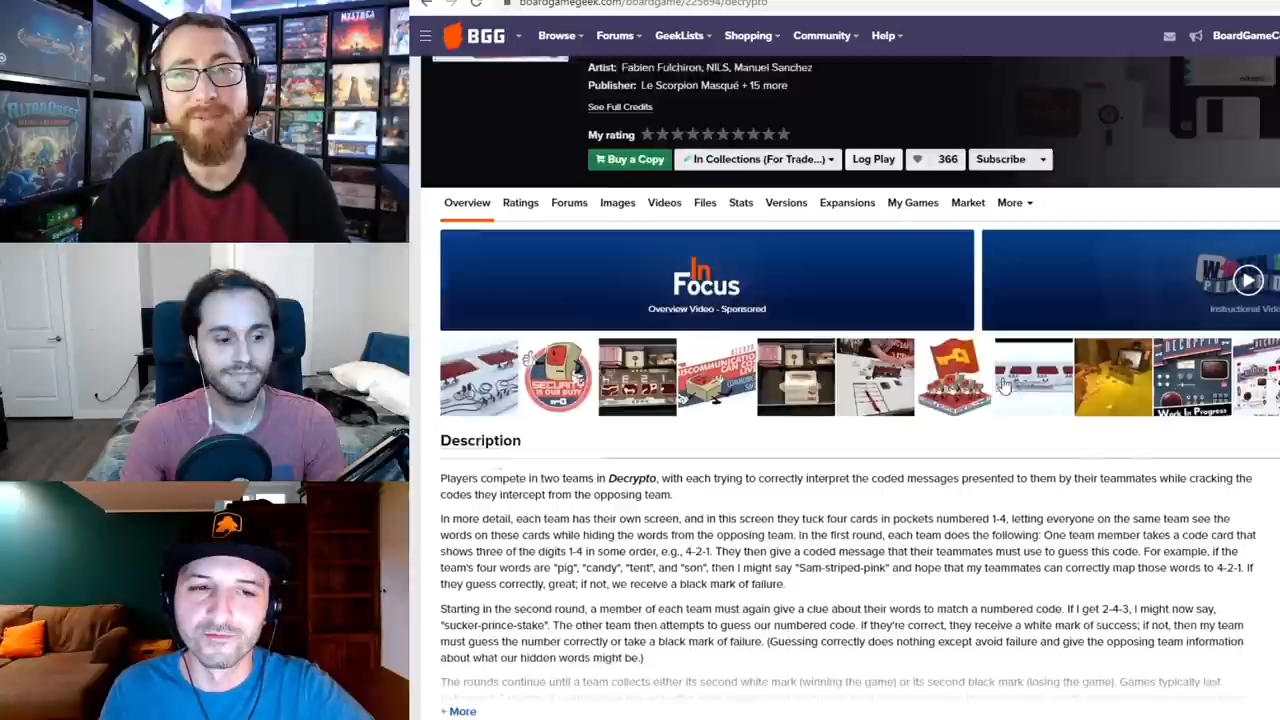 boardgamegeek.com/boardgame/225694/decrypto
BGG
Browse
Forums
GeekLists
Shopping
Community
Help
BoardGameC
Artist: Fabien Fulchiron, NILS, Manuel Sanchez
Publisher: Le Scorpion Masqué + 15 more
See Full Credits
My rating
Buy a Copy
In Collections (For Trade...)
Log Play
366
Subscribe
Overview
Ratings
Forums
Images
Videos
Files
Stats
Versions
Expansions
My Games
Market
More
In
Focus
Overview Video - Sponsored
Instructional Vide
SECURITY
IS OUR DUTY
DECRYPTO
Work In Progress
Description
Players compete in two teams in Decrypto, with each trying to correctly interpret the coded messages presented to them by their teammates while cracking the
codes they intercept from the opposing team.
In more detail, each team has their own screen, and in this screen they tuck four cards in pockets numbered 1-4, letting everyone on the same team see the
words on these cards while hiding the words from the opposing team. In the first round, each team does the following: One team member takes a code card that
shows three of the digits 1-4 in some order, e.g., 4-2-1. They then give a coded message that their teammates must use to guess this code. For example, if the
team's four words are "pig", "candy", "tent", and "son", then I might say "Sam-striped-pink" and hope that my teammates can correctly map those words to 4-2-1. If
they guess correctly, great; if not, we receive a black mark of failure.
Starting in the second round, a member of each team must again give a clue about their words to match a numbered code. If I get 2-4-3, I might now say,
"sucker-prince-stake". The other team then attempts to guess our numbered code. If they're correct, they receive a white mark of success; if not, then my team
must guess the number correctly or take a black mark of failure. (Guessing correctly does nothing except avoid failure and give the opposing team information
about what our hidden words might be.)
The rounds continue until a team collects either its second white mark (winning the game) or its second black mark (losing the game). Games typically last
+ More